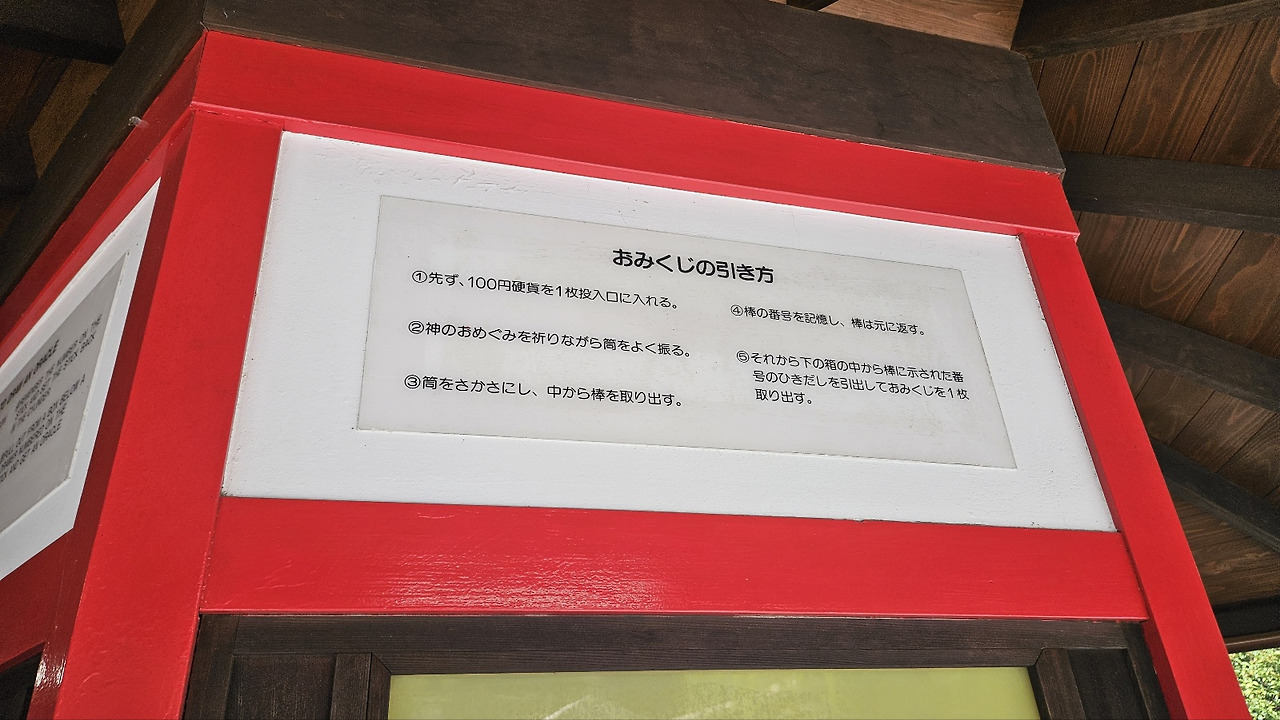 おみくじの引き方
①先ず、100円硬貨を1枚投入口に入れる。
②神のおめぐみを祈りながら筒をよく振る。
③筒をさかさにし、中から棒を取り出す。
④棒の番号を記憶し、棒は元に返す。
⑤それから下の箱の中から棒に示された番
号のひきだしを引出しておみくじを1枚
取り出す。
AN ORACLE